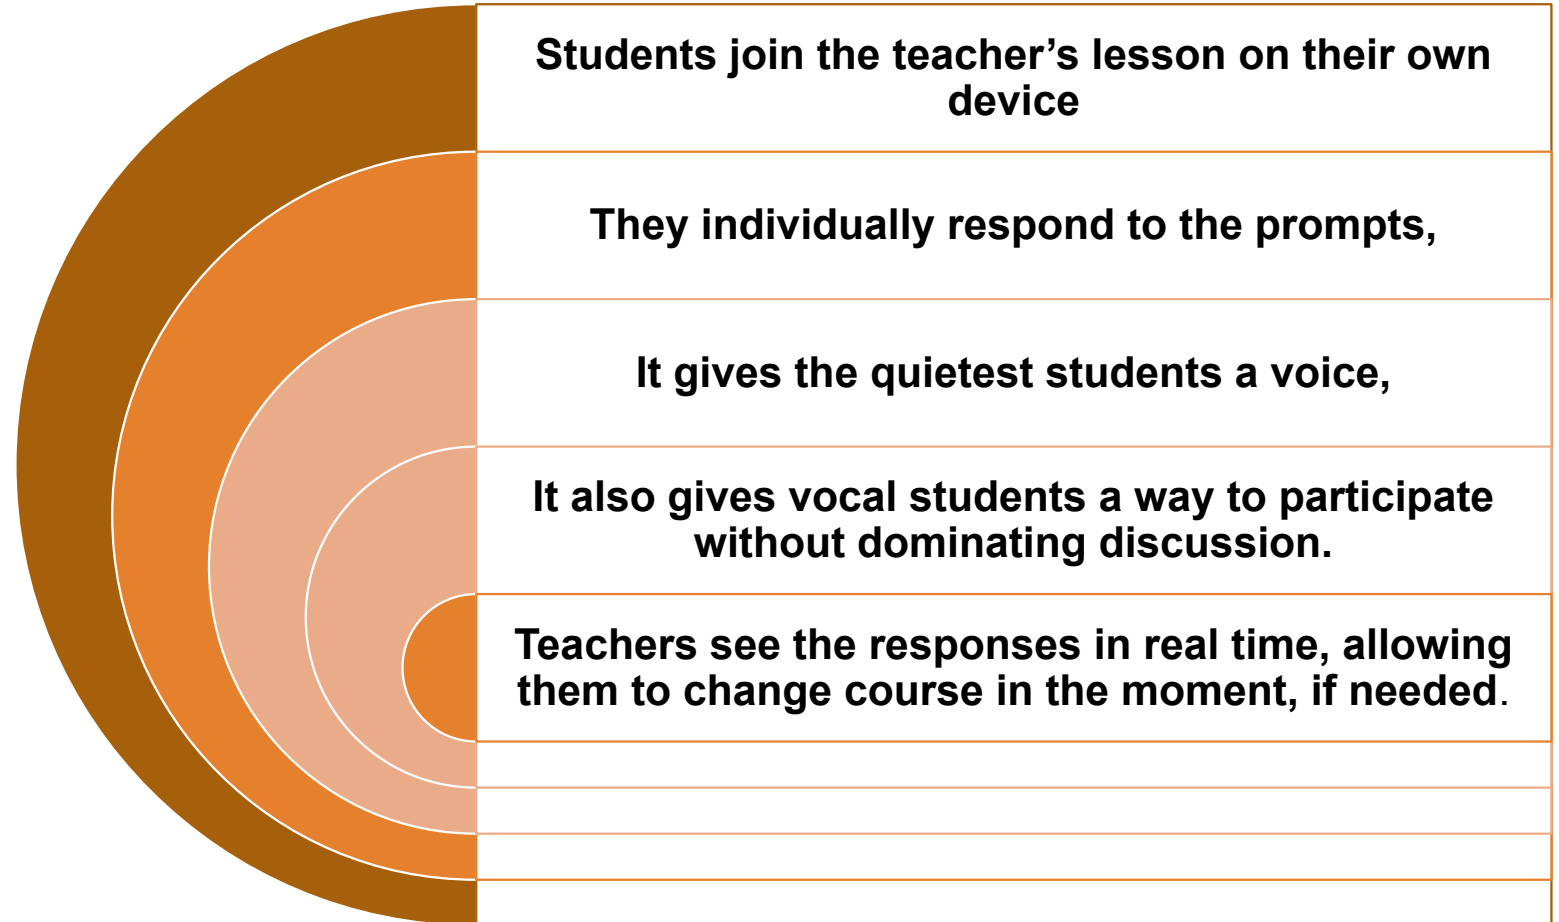 Students join the teacher’s lesson on their own
device
They individually respond to the prompts,
It gives the quietest students a voice,
It also gives vocal students a way to participate
without dominating discussion.
Teachers see the responses in real time, allowing
them to change course in the moment, if needed.